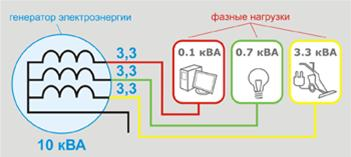 генератор электроэнергии
фазные нагрузки
3,3
3,3
3,3
0.1 кВА
0.7 кВА
3.3 кВА
10 кВА